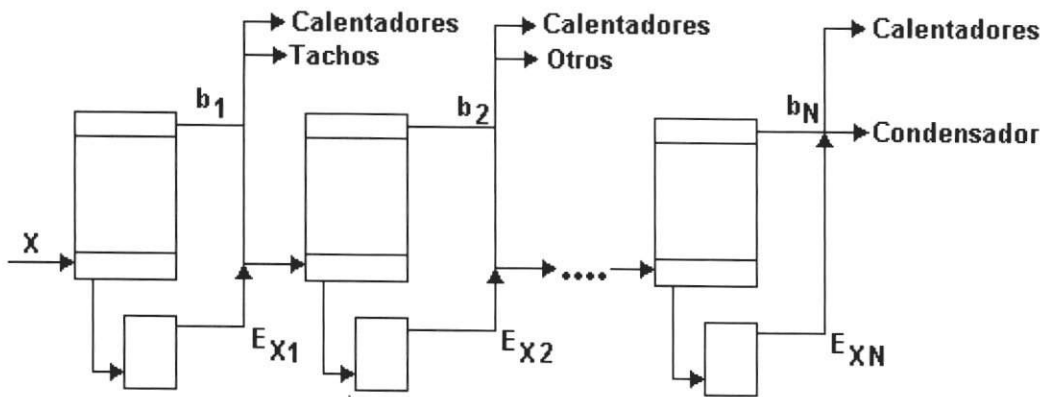 Calentadores
Tachos
b1
Calentadores
Otros
b2
Calentadores
bN
Condensador
X
....
EX1
EX2
EXN